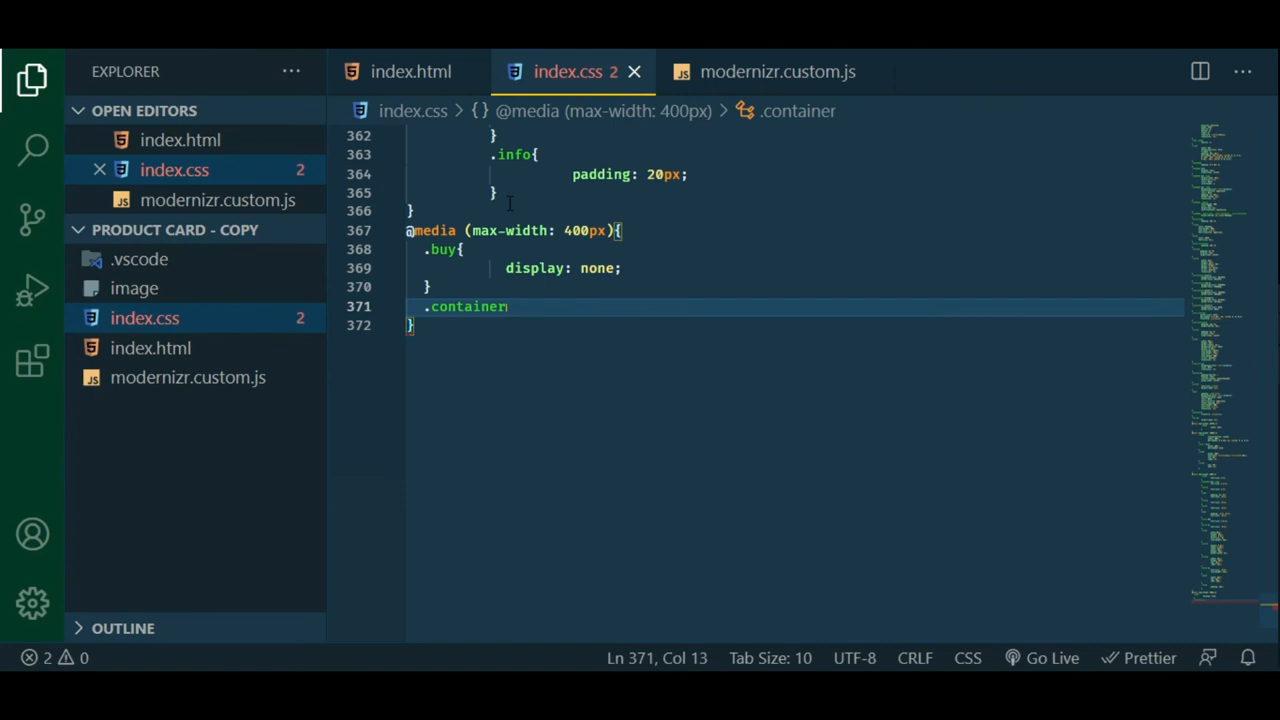 EXPLORER
index.html
index.css 2
modernizr.custom.js
OPEN EDITORS
index.css > {} @media (max-width: 400px) > .container
index.html
index.css 2
modernizr.custom.js
PRODUCT CARD - COPY
.vscode
image
index.css 2
index.html
modernizr.custom.js
362 }
363 .info{
364 padding: 20px;
365 }
366 }
367 @media (max-width: 400px){
368 .buy{
369 display: none;
370 }
371 .container
372 }
OUTLINE
2 0 Ln 371, Col 13 Tab Size: 10 UTF-8 CRLF CSS Go Live Prettier